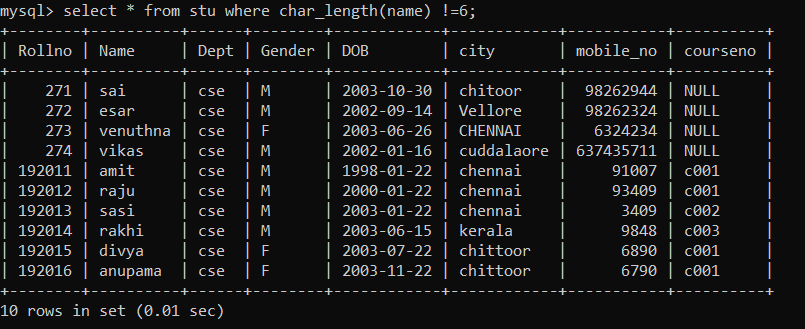 mysql> select * from stu where char_length(name) !=6;
+--------+----------+------+--------+------------+------------+-----------+----------+
| Rollno | Name     | Dept | Gender | DOB        | city       | mobile_no | courseno |
+--------+----------+------+--------+------------+------------+-----------+----------+
|    271 | sai      | cse  | M      | 2003-10-30 | chitoor    |  98262944 | NULL     |
|    272 | esar     | cse  | M      | 2002-09-14 | Vellore    |  98262324 | NULL     |
|    273 | venuthna | cse  | F      | 2003-06-26 | CHENNAI    |   6324234 | NULL     |
|    274 | vikas    | cse  | M      | 2002-01-16 | cuddalaore | 637435711 | NULL     |
| 192011 | amit     | cse  | M      | 1998-01-22 | chennai    |     91007 | c001     |
| 192012 | raju     | cse  | M      | 2000-01-22 | chennai    |     93409 | c001     |
| 192013 | sasi     | cse  | M      | 2003-01-22 | chennai    |      3409 | c002     |
| 192014 | rakhi    | cse  | M      | 2003-06-15 | kerala     |      9848 | c003     |
| 192015 | divya    | cse  | F      | 2003-07-22 | chittoor   |      6890 | c001     |
| 192016 | anupama  | cse  | F      | 2003-11-22 | chittoor   |      6790 | c001     |
+--------+----------+------+--------+------------+------------+-----------+----------+
10 rows in set (0.01 sec)